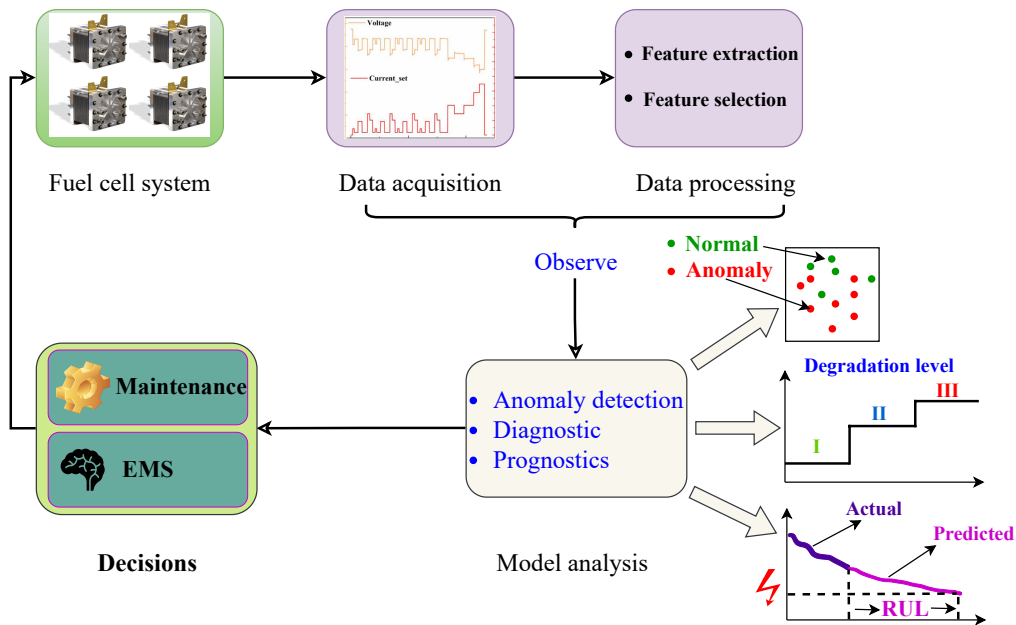 Voltage
Current_set
• Feature extraction
• Feature selection
Fuel cell system
Data acquisition
Data processing
Observe
• Normal
• Anomaly
Maintenance
EMS
Decisions
• Anomaly detection
• Diagnostic
• Prognostics
Model analysis
Degradation level
I
II
III
Actual
Predicted
RUL